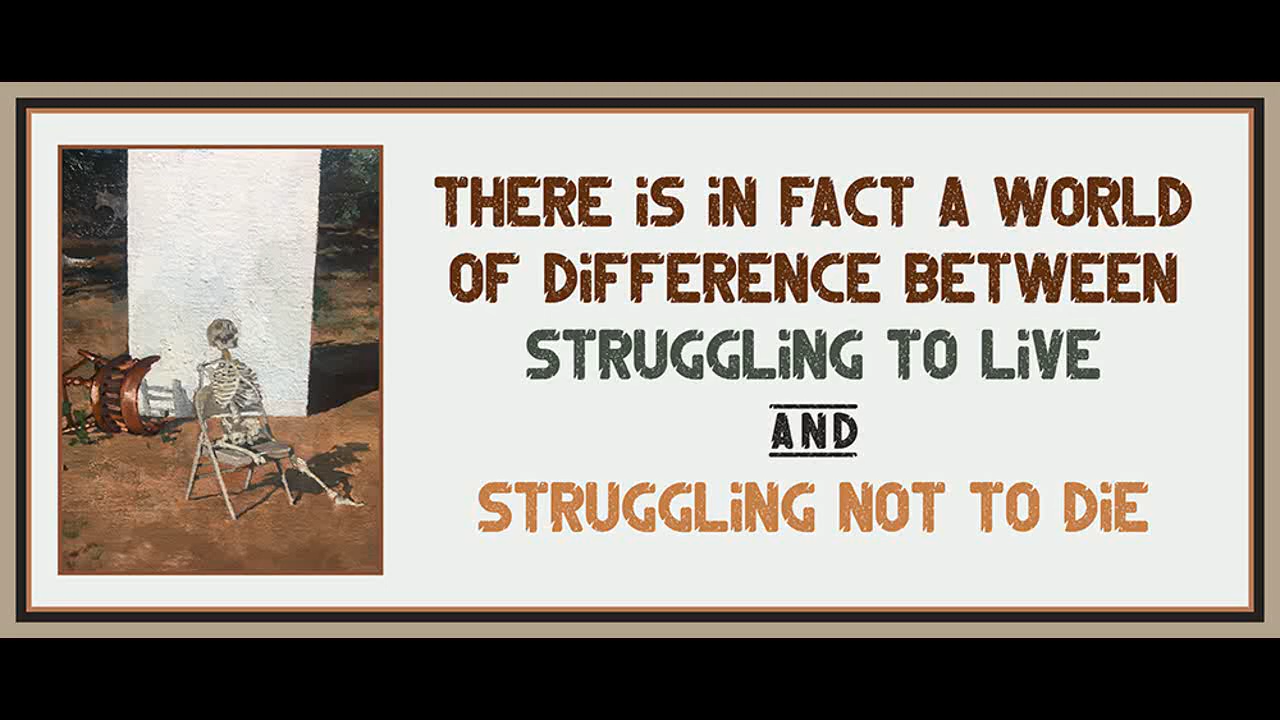 THERE iS iN FACT A WORLD
OF DiFFERENCE BETWEEN
STRUGGLiNG TO LiVE
AND
STRUGGLiNG NOT TO DiE